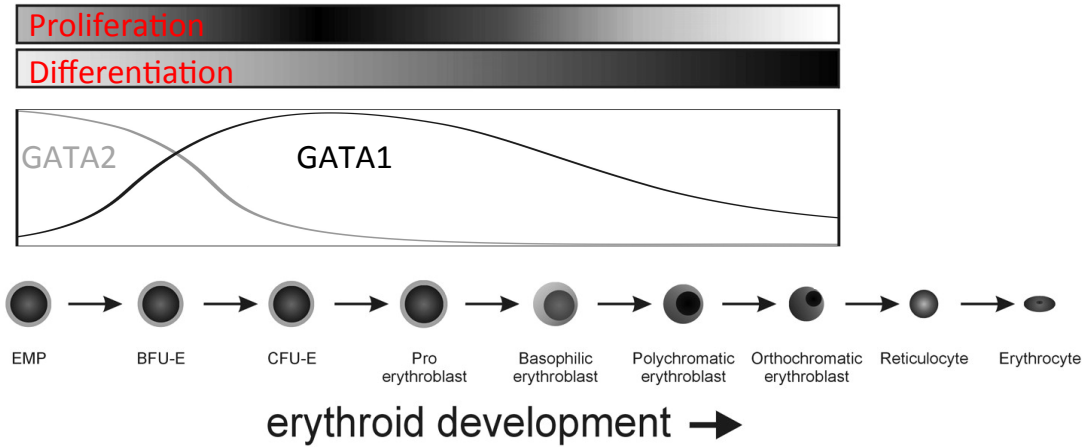 Proliferation
Differentiation
GATA2
GATA1
EMP
BFU-E
CFU-E
Pro
erythroblast
Basophilic
erythroblast
Polychromatic
erythroblast
Orthochromatic
erythroblast
Reticulocyte
Erythrocyte
erythroid development